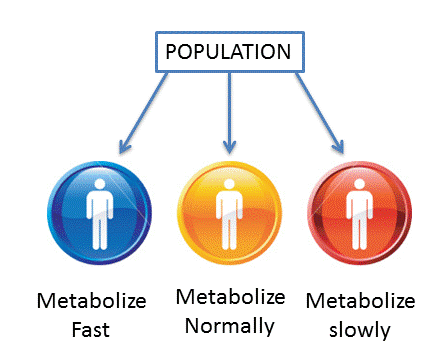 POPULATION
Metabolize
Fast
Metabolize
Normally
Metabolize
slowly